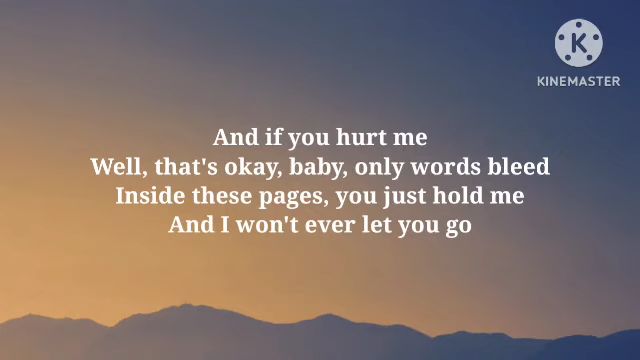 KINEMASTER
And if you hurt me
Well, that's okay, baby, only words bleed
Inside these pages, you just hold me
And I won't ever let you go